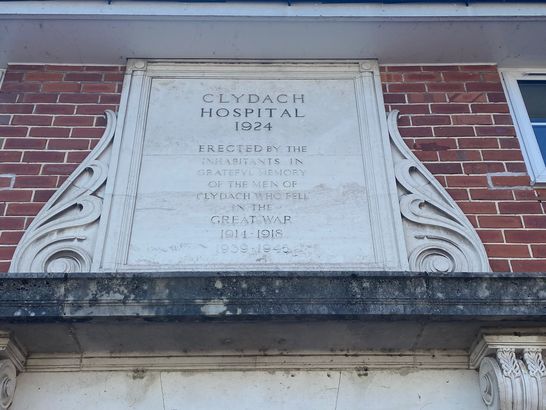 CLYDACH
HOSPITAL
1924
ERECTED BY THE
INHABITANTS IN
GRATEFUL MEMORY
OF THE MEN OF
CLYDACH WHO FELL
IN THE
GREAT WAR
1914-1918
1939-1945